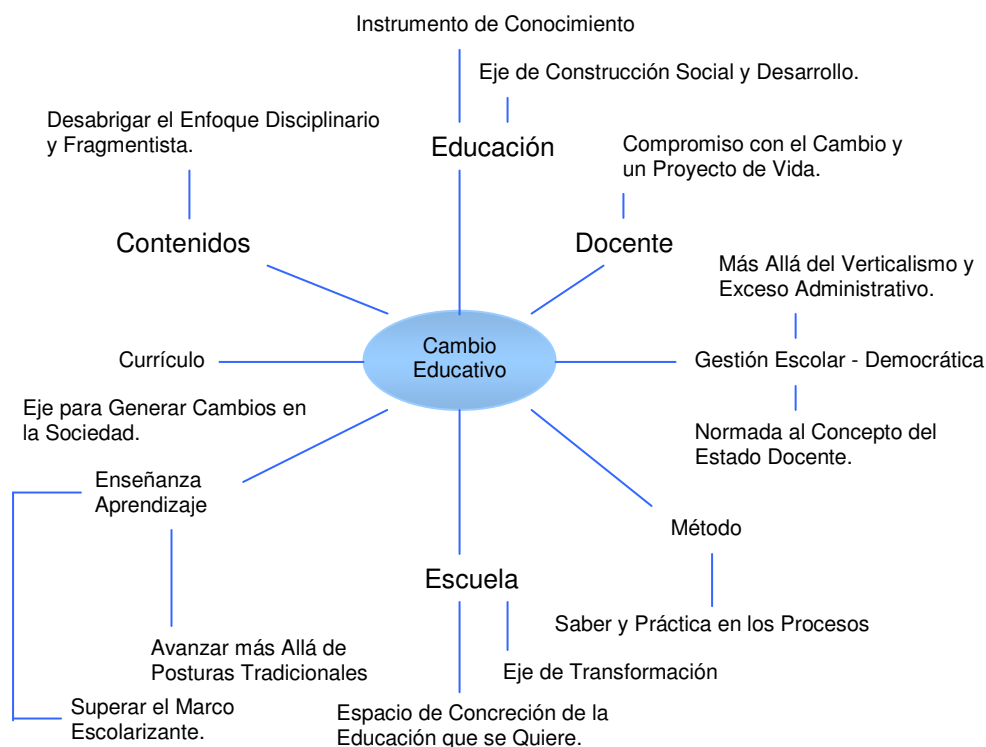 Instrumento de Conocimiento
Eje de Construcción Social y Desarrollo.
Desabrigar el Enfoque Disciplinario
y Fragmentista.
Educación
Compromiso con el Cambio y
un Proyecto de Vida.
Contenidos
Docente
Más Allá del Verticalismo y
Exceso Administrativo.
Cambio
Educativo
Currículo
Gestión Escolar - Democrática
Eje para Generar Cambios en
la Sociedad.
Normada al Concepto del
Estado Docente.
Enseñanza
Aprendizaje
Método
Escuela
Saber y Práctica en los Procesos
Avanzar más Allá de
Posturas Tradicionales
Eje de Transformación
Superar el Marco
Escolarizante.
Espacio de Concreción de la
Educación que se Quiere.